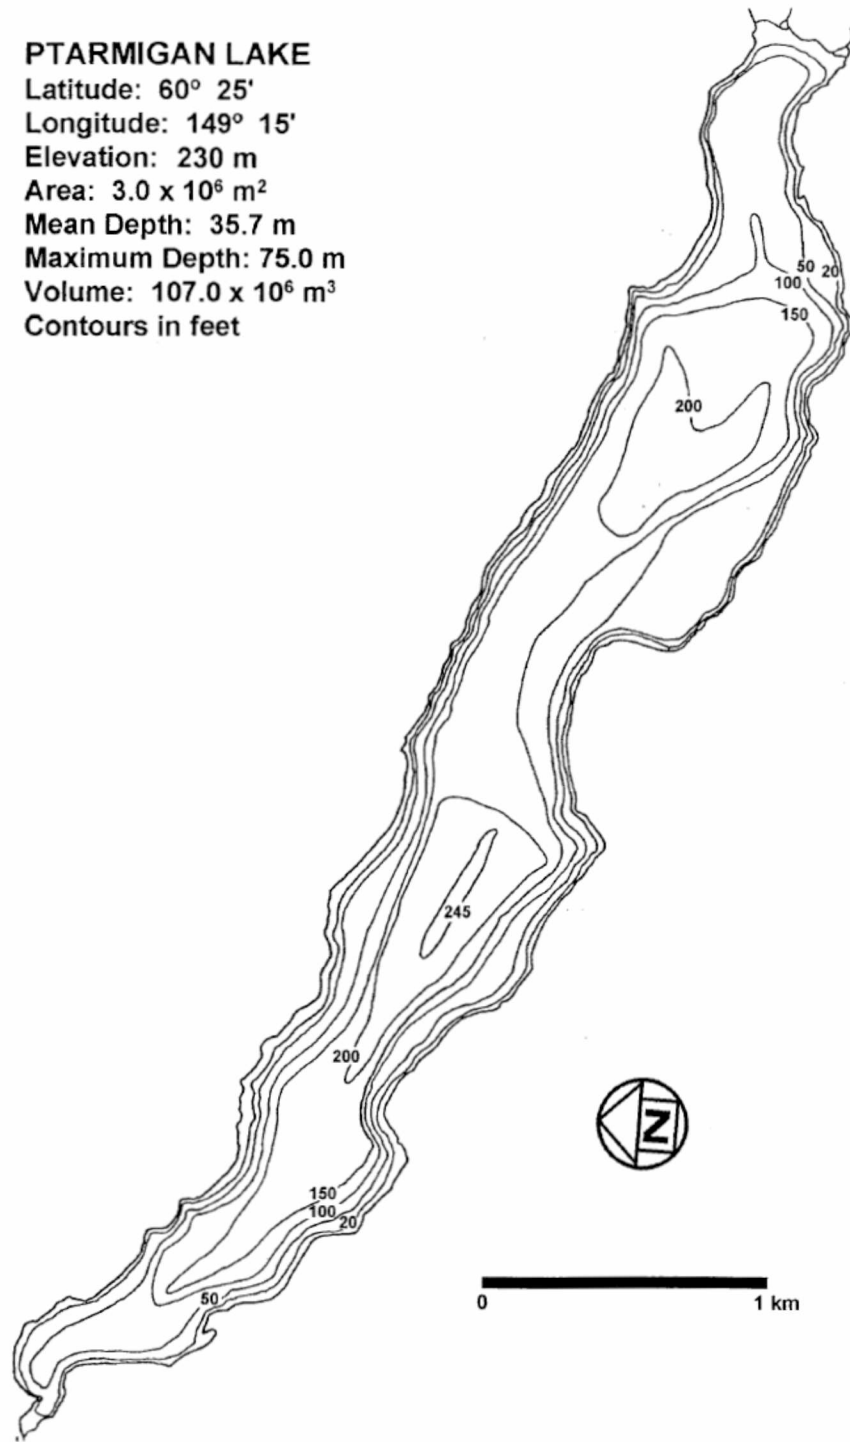 PTARMIGAN LAKE
Latitude: 60° 25'
Longitude: 149° 15'
Elevation: 230 m
Area: 3.0 x 10⁶ m²
Mean Depth: 35.7 m
Maximum Depth: 75.0 m
Volume: 107.0 x 10⁶ m³
Contours in feet
50 20
100
150
200
245
200
150
100
20
50
N
0 1 km